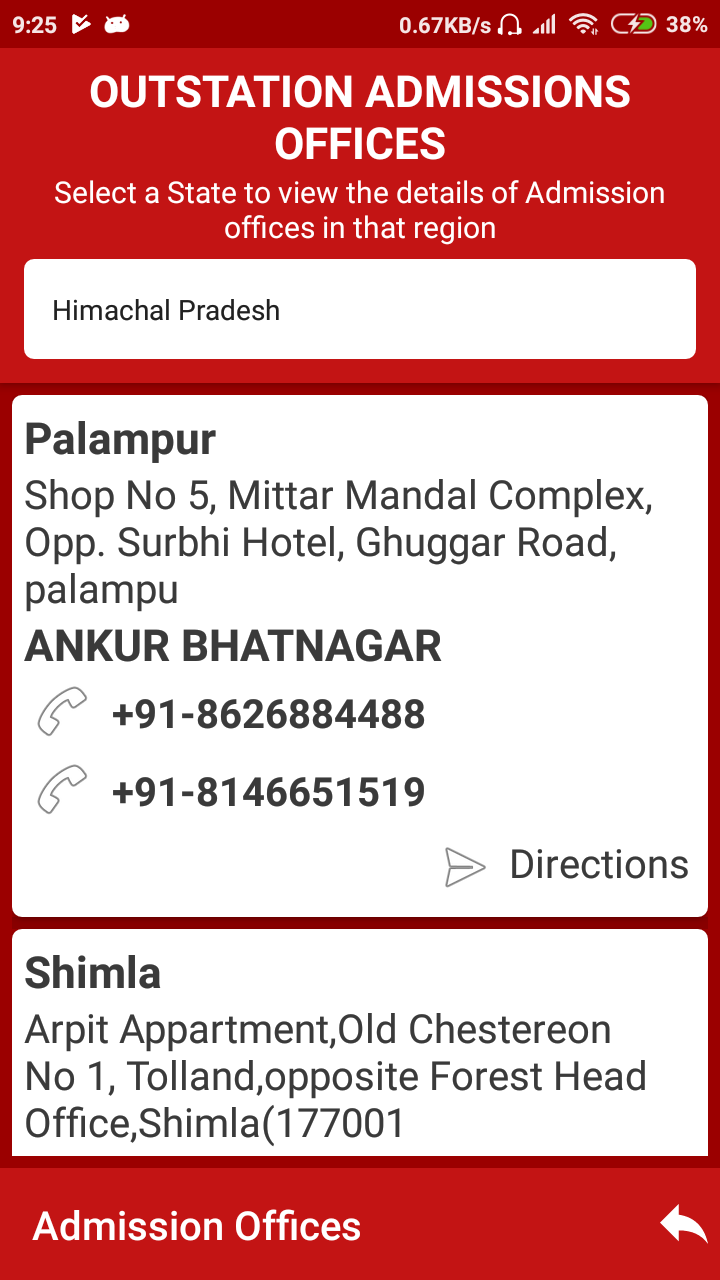 9:25 0.67KB/s 38%
OUTSTATION ADMISSIONS
OFFICES
Select a State to view the details of Admission
offices in that region
Himachal Pradesh
Palampur
Shop No 5, Mittar Mandal Complex,
Opp. Surbhi Hotel, Ghuggar Road,
palampu
ANKUR BHATNAGAR
+91-8626884488
+91-8146651519
Directions
Shimla
Arpit Appartment,Old Chestereon
No 1, Tolland,opposite Forest Head
Office,Shimla(177001
Admission Offices